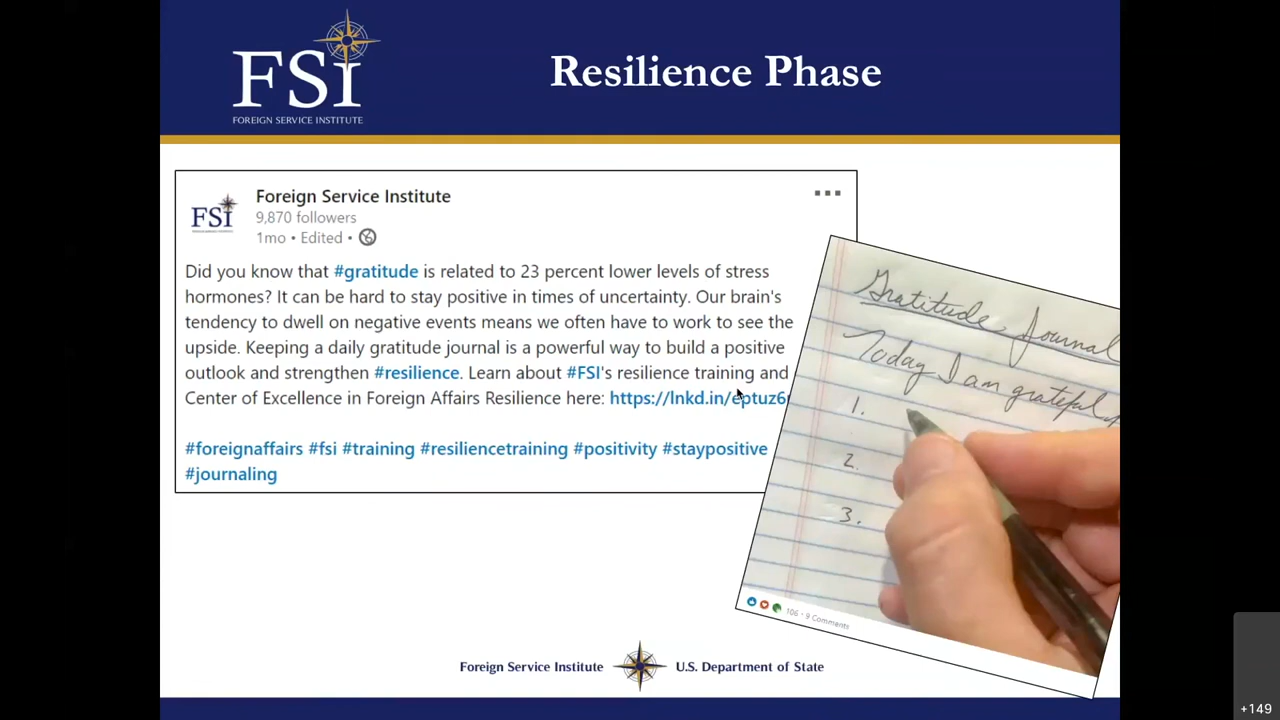 FSI
FOREIGN SERVICE INSTITUTE
Resilience Phase
FSI
Foreign Service Institute
9,870 followers
1mo • Edited •
Did you know that #gratitude is related to 23 percent lower levels of stress
hormones? It can be hard to stay positive in times of uncertainty. Our brain's
tendency to dwell on negative events means we often have to work to see the
upside. Keeping a daily gratitude journal is a powerful way to build a positive
outlook and strengthen #resilience. Learn about #FSI's resilience training and
Center of Excellence in Foreign Affairs Resilience here: https://lnkd.in/eptuz6
#foreignaffairs #fsi #training #resiliencetraining #positivity #staypositive
#journaling
Gratitude Journal
Today I am grateful
1.
2.
3.
106 • 9 Comments
Foreign Service Institute
U.S. Department of State
+149